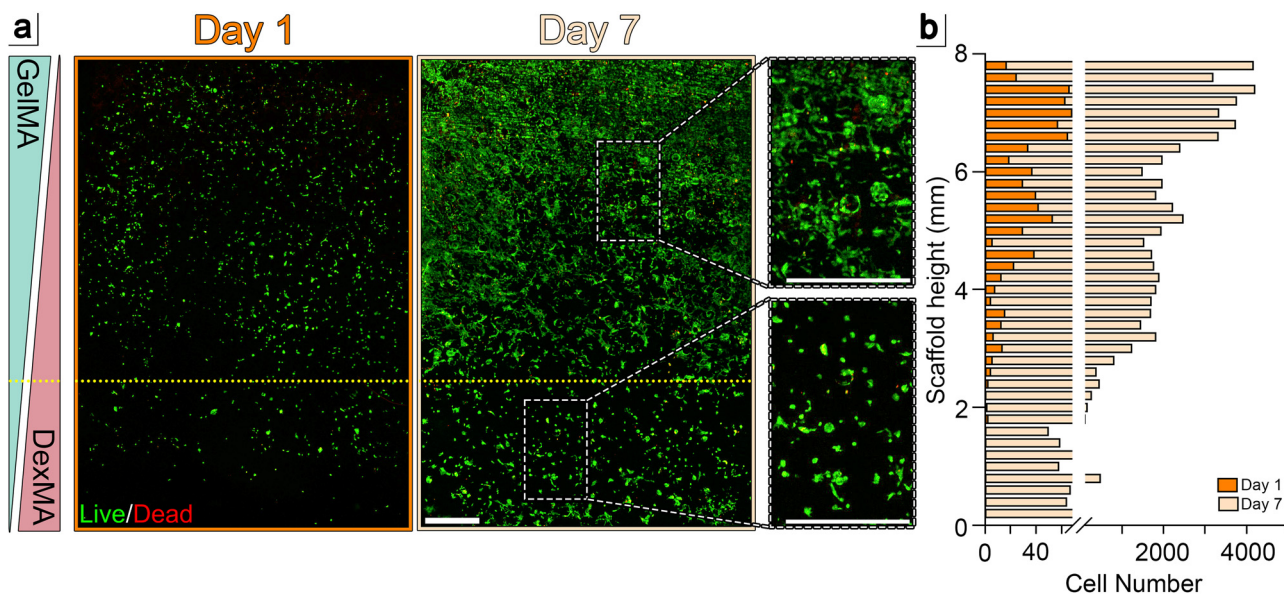 a
Day 1
Day 7
GelMA
DexMA
Live/Dead
b
8
6
4
2
0
Scaffold height (mm)
Day 1
Day 7
0 40 2000 4000
Cell Number